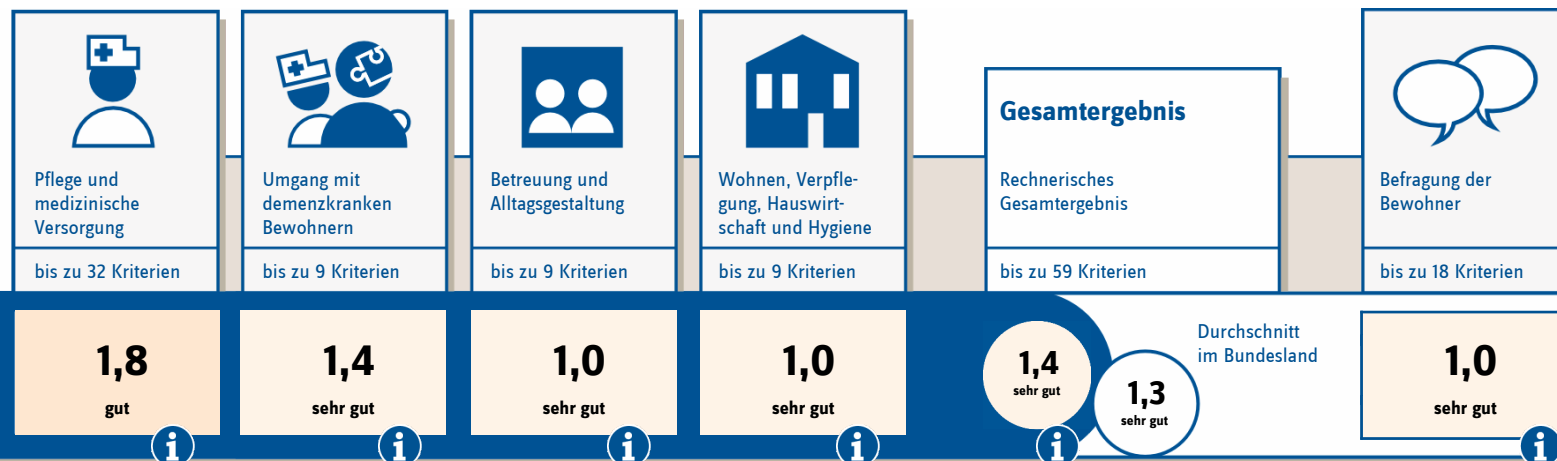 Pflege und
medizinische
Versorgung
bis zu 32 Kriterien
1,8
gut
i
Umgang mit
demenzkranken
Bewohnern
bis zu 9 Kriterien
1,4
sehr gut
i
Betreuung und
Alltagsgestaltung
bis zu 9 Kriterien
1,0
sehr gut
i
Wohnen, Verpfle-
gung, Hauswirt-
schaft und Hygiene
bis zu 9 Kriterien
1,0
sehr gut
i
Gesamtergebnis
Rechnerisches
Gesamtergebnis
bis zu 59 Kriterien
1,4
sehr gut
i
Durchschnitt
im Bundesland
1,3
sehr gut
Befragung der
Bewohner
bis zu 18 Kriterien
1,0
sehr gut
i